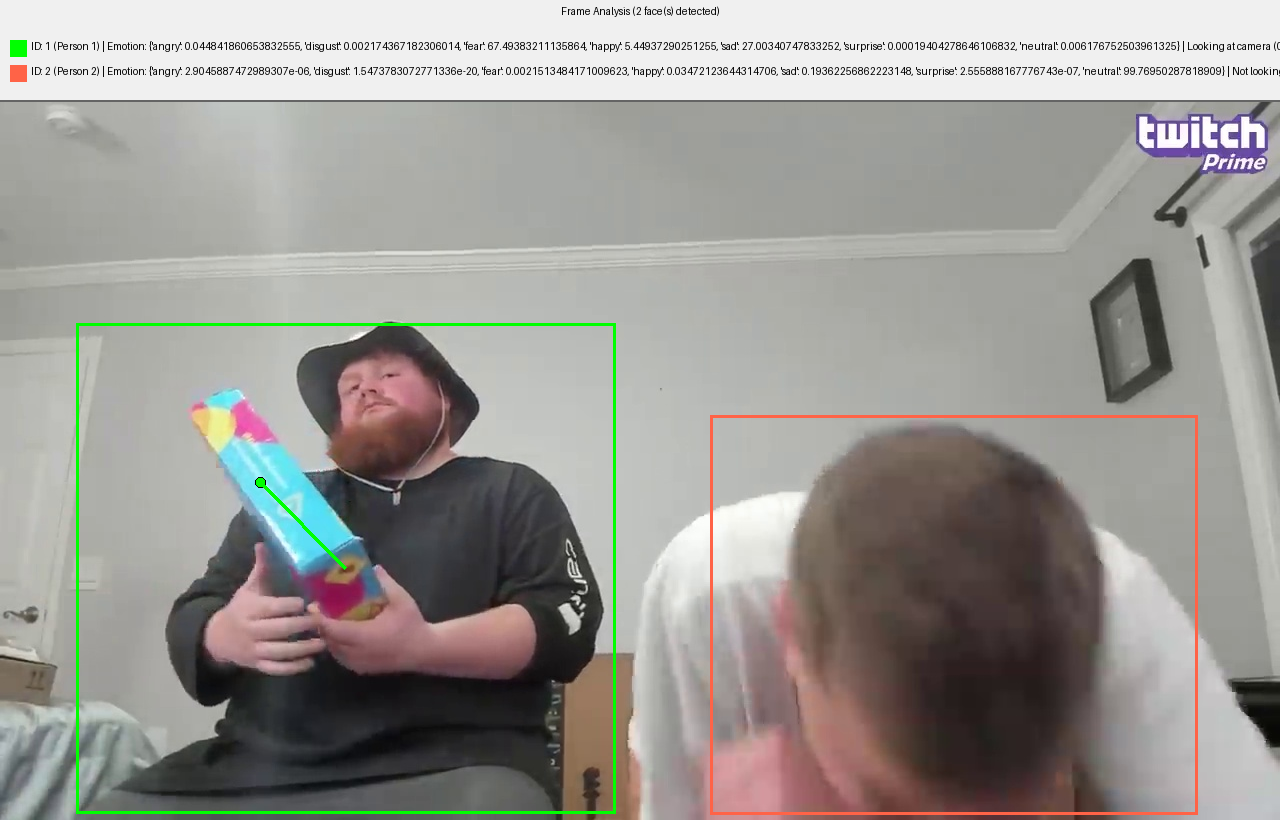 Frame Analysis (2 face(s) detected)
ID: 1 (Person 1) | Emotion: {'angry': 0.044841860653832555, 'disgust': 0.002174367182306014, 'fear': 67.49383211135864, 'happy': 5.44937290251255, 'sad': 27.00340747833252, 'surprise': 0.00019404278646106832, 'neutral': 0.006176752503961325} | Looking at camera (0
ID: 2 (Person 2) | Emotion: {'angry': 2.9045887472989307e-06, 'disgust': 1.5473783072771336e-20, 'fear': 0.0021513484171009623, 'happy': 0.03472123644314706, 'sad': 0.19362256862223148, 'surprise': 2.555888167776743e-07, 'neutral': 99.76950287818909} | Not looking
twitch
Prime